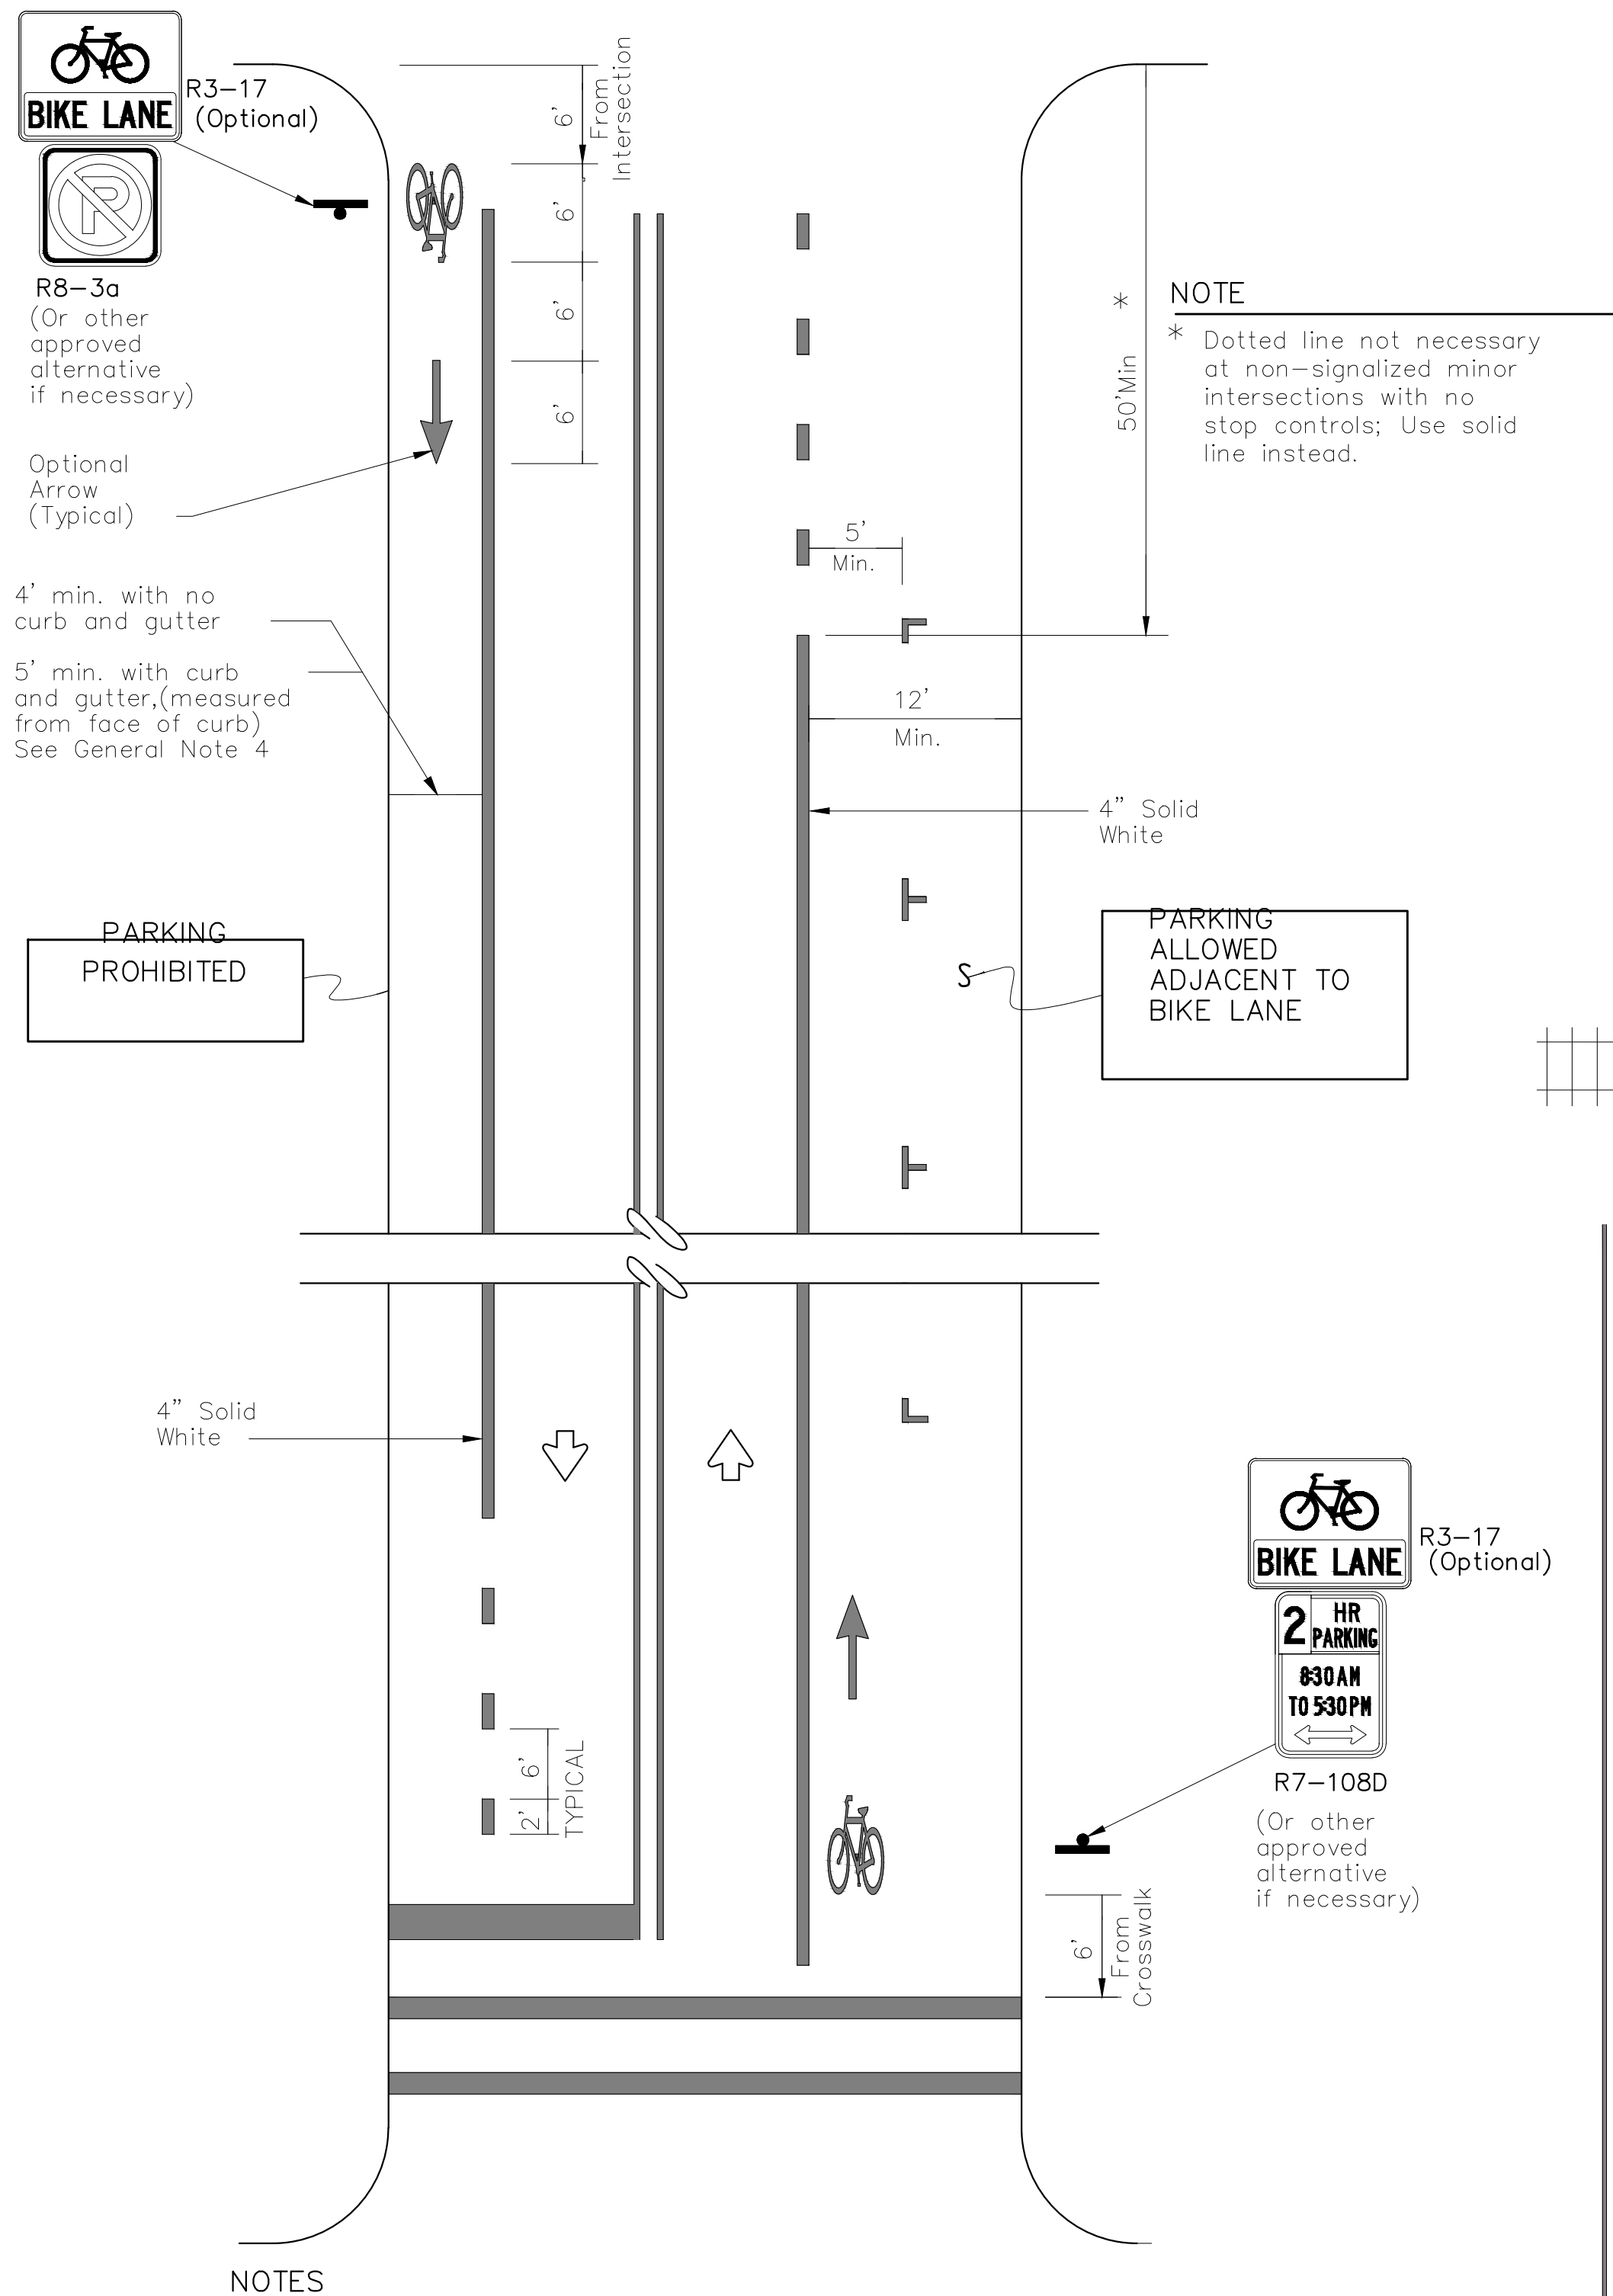 BIKE LANE
R3-17
(Optional)
R8-3a
(Or other
approved
alternative
if necessary)
Optional
Arrow
(Typical)
4' min. with no
curb and gutter
5' min. with curb
and gutter,(measured
from face of curb)
See General Note 4
PARKING
PROHIBITED
4" Solid
White
6'
From
Intersection
6'
6'
6'
5'
Min.
12'
Min.
50'Min *
NOTE
* Dotted line not necessary
at non-signalized minor
intersections with no
stop controls; Use solid
line instead.
4" Solid
White
PARKING
ALLOWED
ADJACENT TO
BIKE LANE
6'
2'
TYPICAL
BIKE LANE
R3-17
(Optional)
2 HR
PARKING
8:30 AM
TO 5:30 PM
R7-108D
(Or other
approved
alternative
if necessary)
6'
From
Crosswalk
NOTES